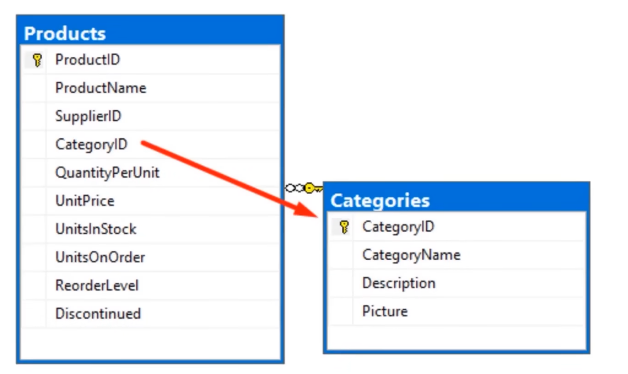 Products
ProductID
ProductName
SupplierID
CategoryID
QuantityPerUnit
UnitPrice
UnitsInStock
UnitsOnOrder
ReorderLevel
Discontinued
Categories
CategoryID
CategoryName
Description
Picture